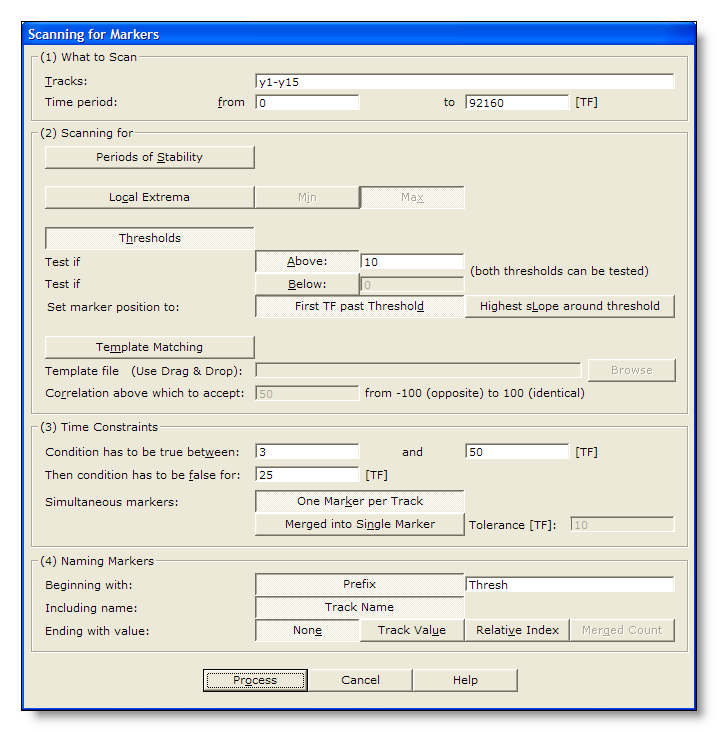 Scanning for Markers
(1) What to Scan
Tracks: y1-y15
Time period: from 0 to 92160 [TF]
(2) Scanning for
Periods of Stability
Local Extrema Min Max
Thresholds
Test if Above: 10
(both thresholds can be tested)
Test if Below: 0
Set marker position to: First TF past Threshold Highest sLope around threshold
Template Matching
Template file (Use Drag & Drop): Browse
Correlation above which to accept: 50 from -100 (opposite) to 100 (identical)
(3) Time Constraints
Condition has to be true between: 3 and 50 [TF]
Then condition has to be false for: 25 [TF]
Simultaneous markers: One Marker per Track
Merged into Single Marker Tolerance [TF]: 10
(4) Naming Markers
Beginning with: Prefix Thresh
Including name: Track Name
Ending with value: None Track Value Relative Index Merged Count
Process Cancel Help